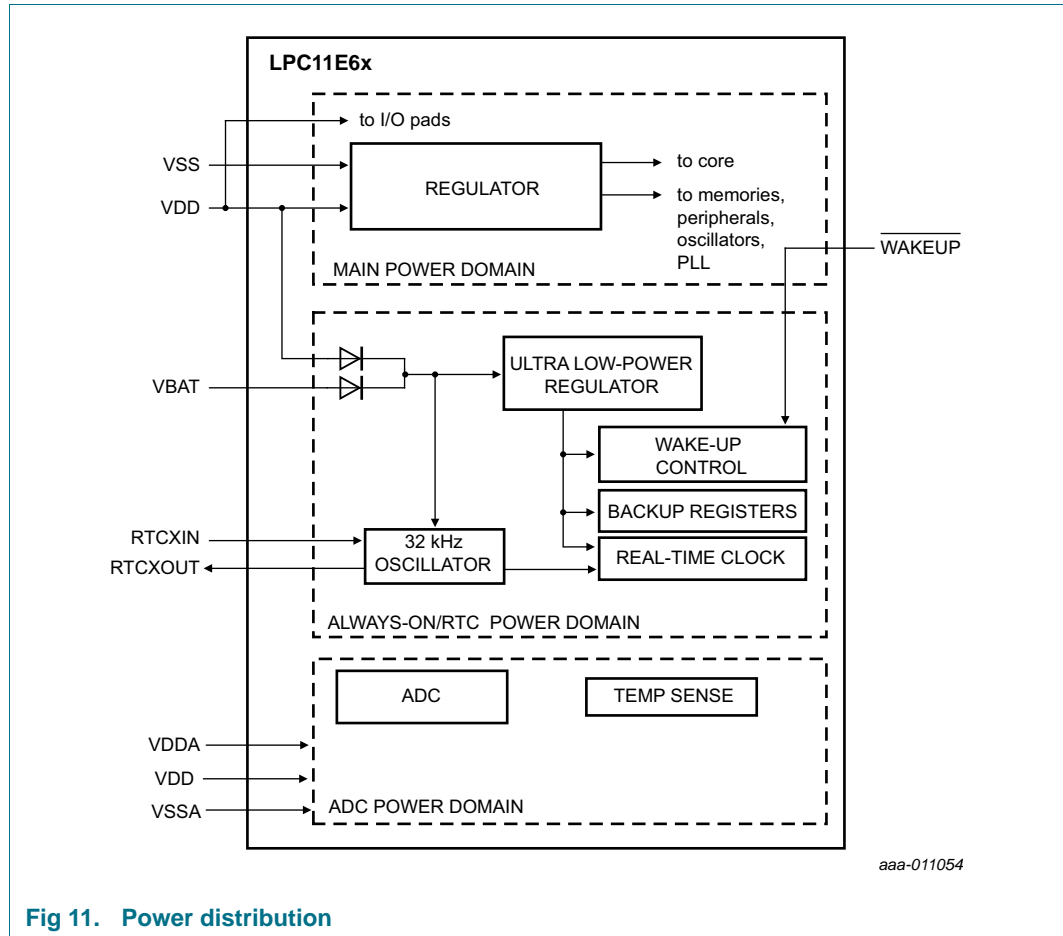 LPC11E6x
to I/O pads
VSS
VDD
REGULATOR
to core
to memories,
peripherals,
oscillators,
PLL
WAKEUP
MAIN POWER DOMAIN
VBAT
ULTRA LOW-POWER
REGULATOR
WAKE-UP
CONTROL
BACKUP REGISTERS
REAL-TIME CLOCK
RTCXIN
RTCXOUT
32 kHz
OSCILLATOR
ALWAYS-ON/RTC POWER DOMAIN
ADC
TEMP SENSE
VDDA
VDD
VSSA
ADC POWER DOMAIN
aaa-011054
Fig 11. Power distribution